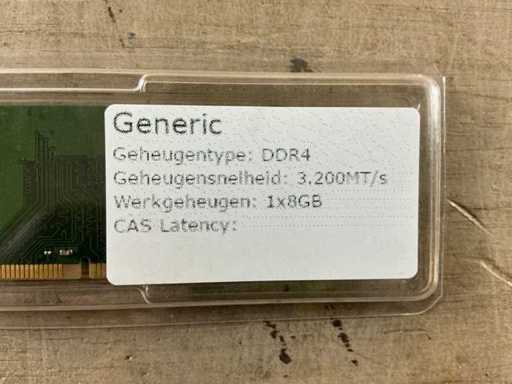 Generic
Geheugentype: DDR4
Geheugensnelheid: 3.200MT/s
Werkgeheugen: 1x8GB
CAS Latency: